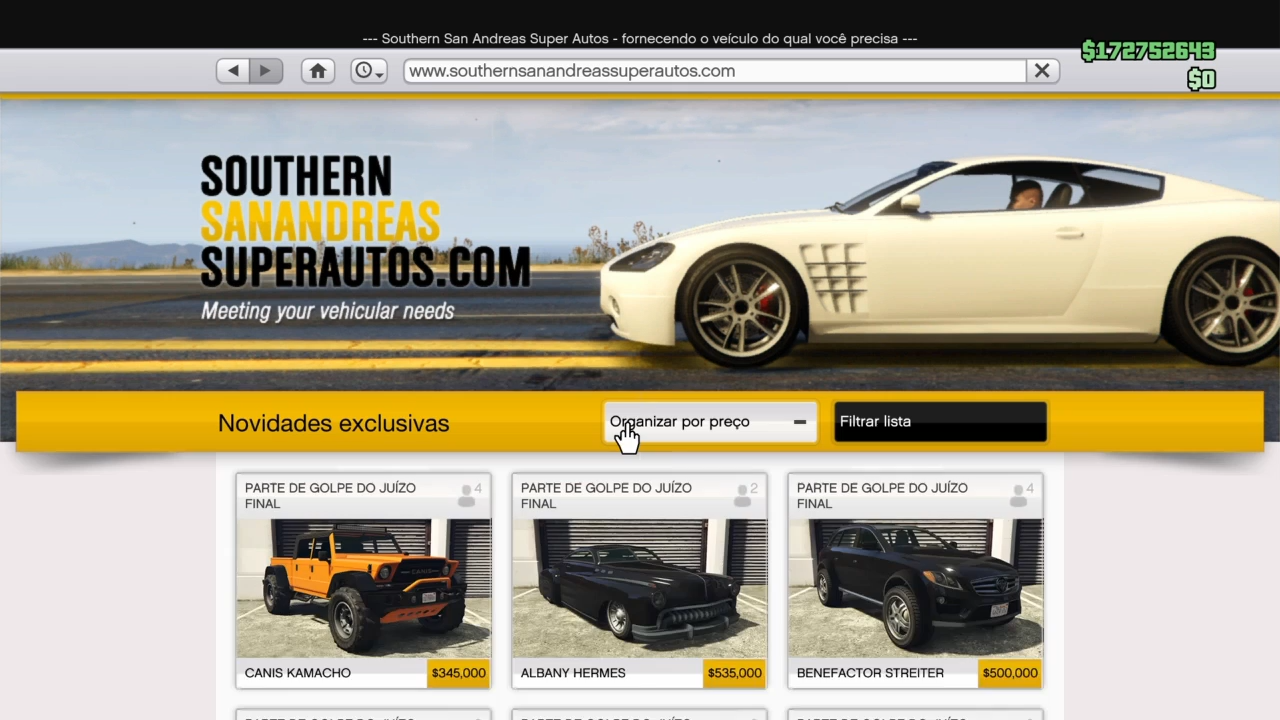 --- Southern San Andreas Super Autos - fornecendo o veículo do qual você precisa ---
$172752643
www.southernsanandreassuperautos.com
$0
SOUTHERN
SANANDREAS
SUPERAUTOS.COM
Meeting your vehicular needs
Novidades exclusivas
Organizar por preço
Filtrar lista
PARTE DE GOLPE DO JUÍZO
FINAL
4
CANIS KAMACHO
$345,000
PARTE DE GOLPE DO JUÍZO
FINAL
2
ALBANY HERMES
$535,000
PARTE DE GOLPE DO JUÍZO
FINAL
4
BENEFACTOR STREITER
$500,000